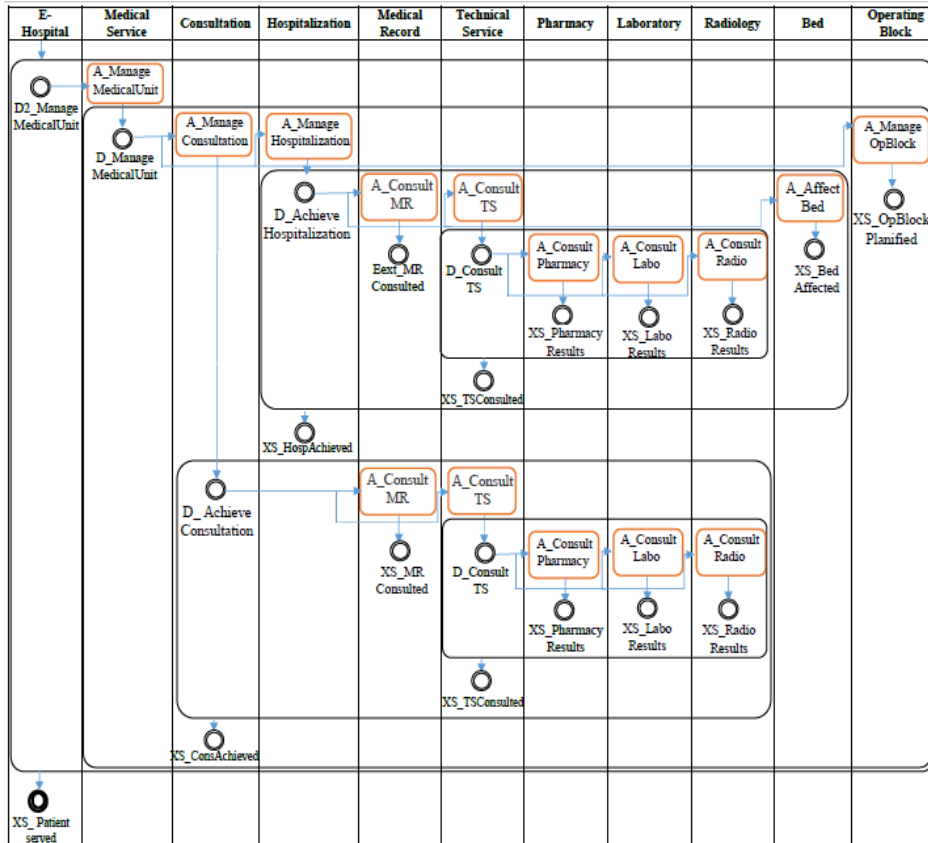 E-
Hospital
Medical
Service
Consultation
Hospitalization
Medical
Record
Technical
Service
Pharmacy
Laboratory
Radiology
Bed
Operating
Block
D2_Manage
MedicalUnit
A_Manage
MedicalUnit
D_Manage
MedicalUnit
A_Manage
Consultation
A_Manage
Hospitalization
A_Manage
OpBlock
XS_OpBlock
Planified
D_Achieve
Hospitalization
A_Consult
MR
Eext_MR
Consulted
A_Consult
TS
D_Consult
TS
A_Consult
Pharmacy
XS_Pharmacy
Results
A_Consult
Labo
XS_Labo
Results
A_Consult
Radio
XS_Radio
Results
A_Affect
Bed
XS_Bed
Affected
XS_TSConsulted
XS_HospAchieved
D_ Achieve
Consultation
A_Consult
MR
XS_MR
Consulted
A_Consult
TS
D_Consult
TS
A_Consult
Pharmacy
XS_Pharmacy
Results
A_Consult
Labo
XS_Labo
Results
A_Consult
Radio
XS_Radio
Results
XS_TSConsulted
XS_ConsAchieved
XS_ Patient
served